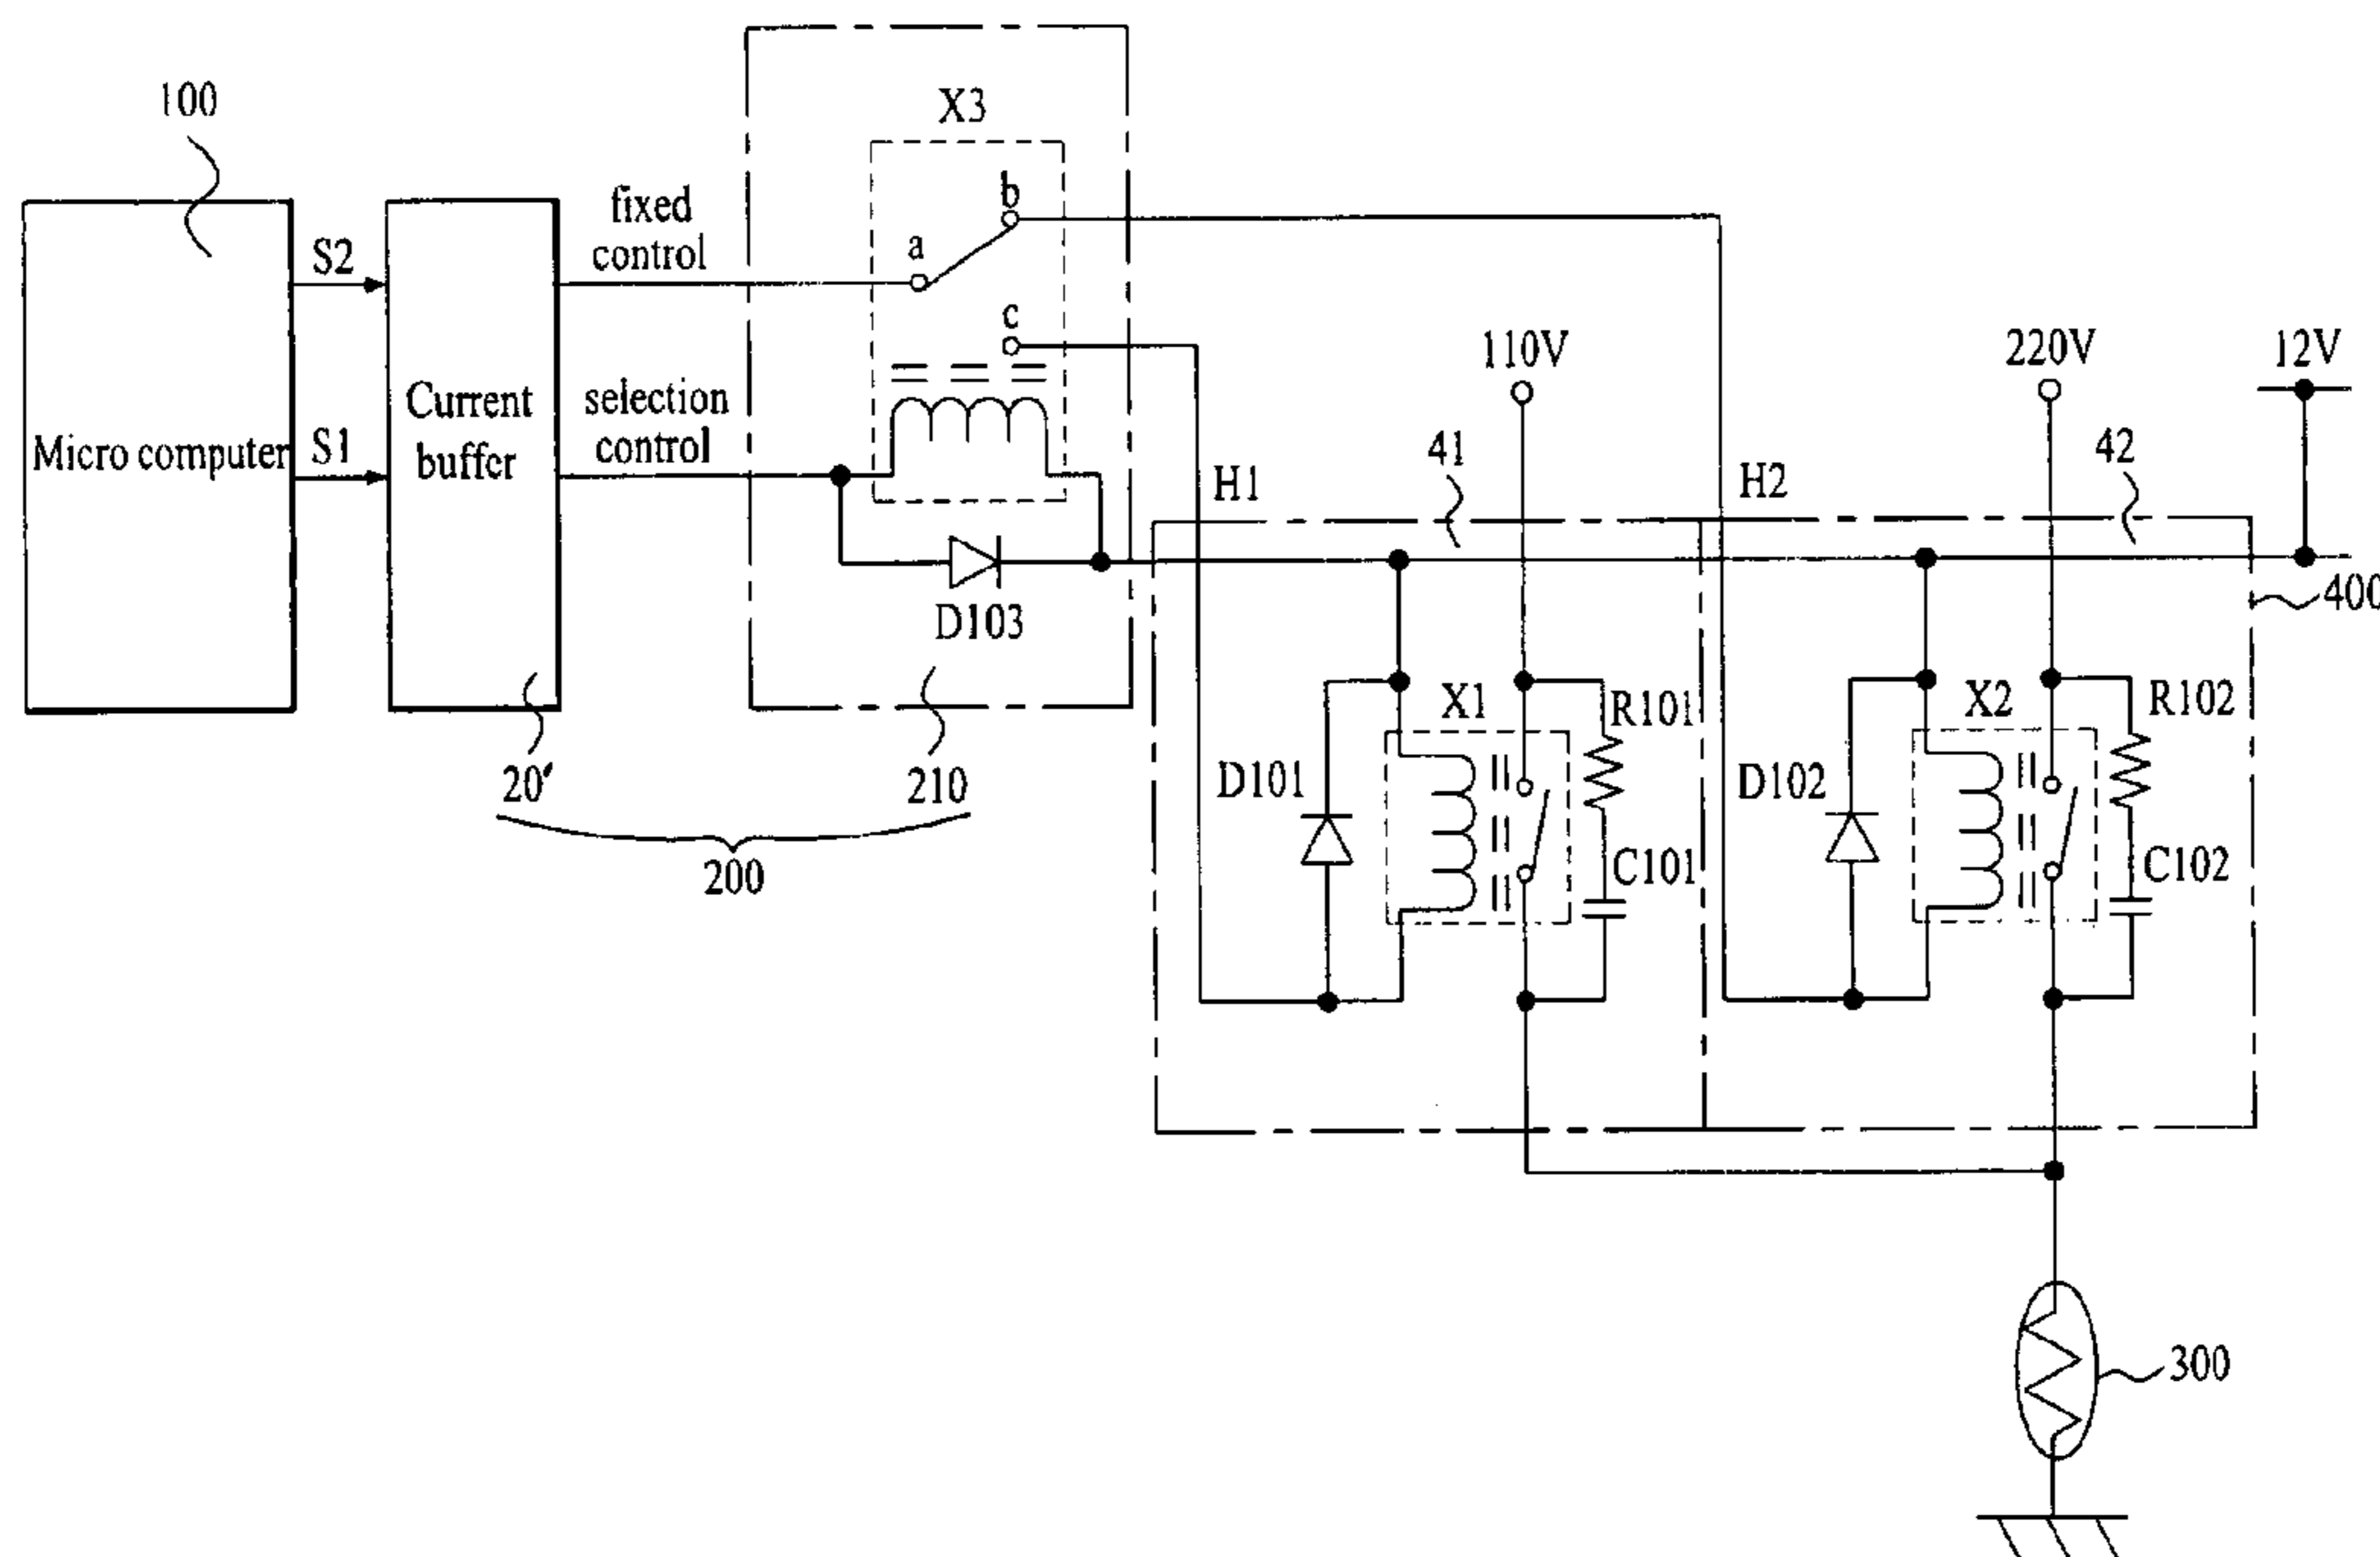 100
X3
fixed
control
b
a
S2
c
110V
220V
12V
Current
buffer
selection
control
Micro computer
S1
41
42
H1
H2
400
D103
X1
R101
X2
R102
20'
210
D101
D102
C101
C102
200
300